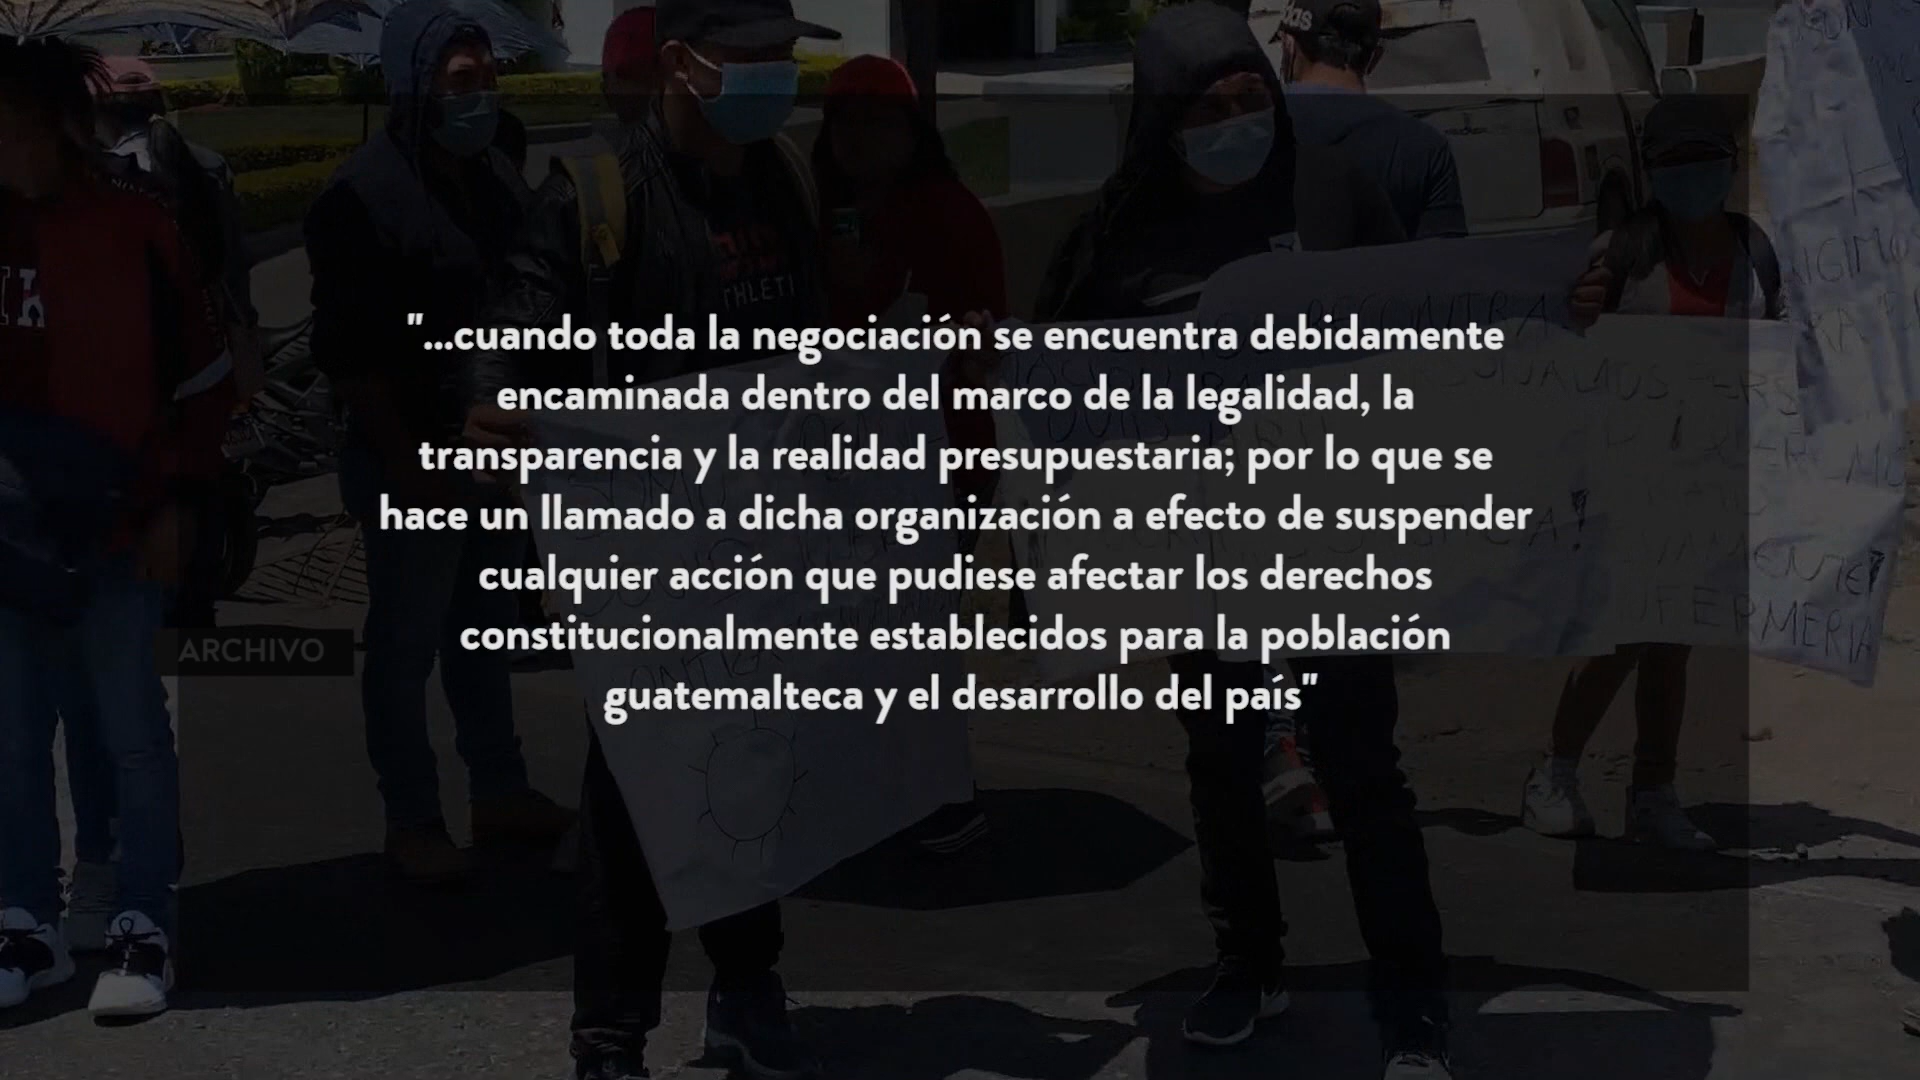 "...cuando toda la negociación se encuentra debidamente
encaminada dentro del marco de la legalidad, la
transparencia y la realidad presupuestaria; por lo que se
hace un llamado a dicha organización a efecto de suspender
cualquier acción que pudiese afectar los derechos
constitucionalmente establecidos para la población
guatemalteca y el desarrollo del país"
ARCHIVO